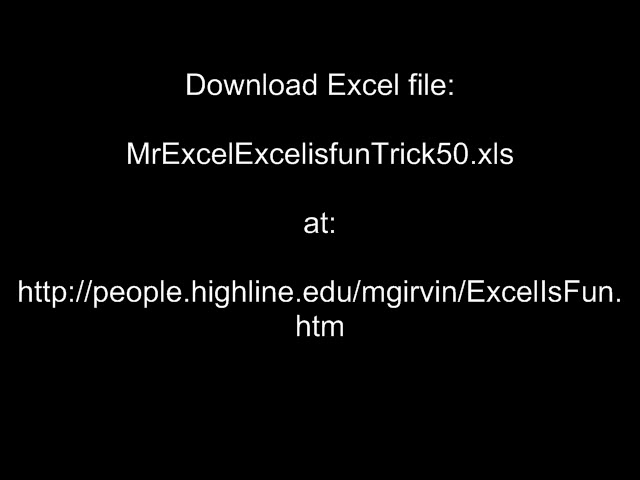 Download Excel file:
MrExcelExcelisfunTrick50.xls
at:
http://people.highline.edu/mgirvin/ExcelIsFun.
htm